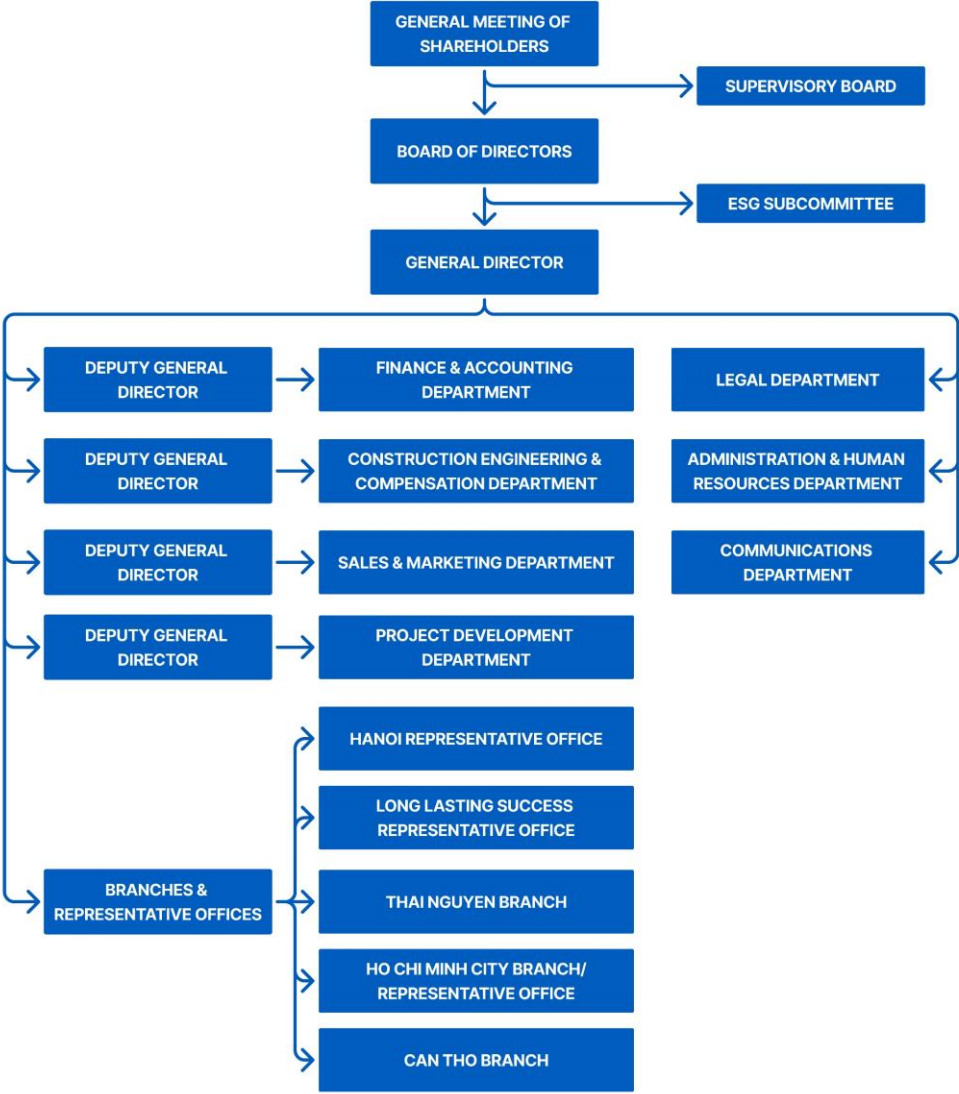 GENERAL MEETING OF
SHAREHOLDERS
SUPERVISORY BOARD
BOARD OF DIRECTORS
ESG SUBCOMMITTEE
GENERAL DIRECTOR
DEPUTY GENERAL
DIRECTOR
FINANCE & ACCOUNTING
DEPARTMENT
LEGAL DEPARTMENT
DEPUTY GENERAL
DIRECTOR
CONSTRUCTION ENGINEERING &
COMPENSATION DEPARTMENT
ADMINISTRATION & HUMAN
RESOURCES DEPARTMENT
DEPUTY GENERAL
DIRECTOR
SALES & MARKETING DEPARTMENT
COMMUNICATIONS
DEPARTMENT
DEPUTY GENERAL
DIRECTOR
PROJECT DEVELOPMENT
DEPARTMENT
BRANCHES &
REPRESENTATIVE OFFICES
HANOI REPRESENTATIVE OFFICE
LONG LASTING SUCCESS
REPRESENTATIVE OFFICE
THAI NGUYEN BRANCH
HO CHI MINH CITY BRANCH/
REPRESENTATIVE OFFICE
CAN THO BRANCH